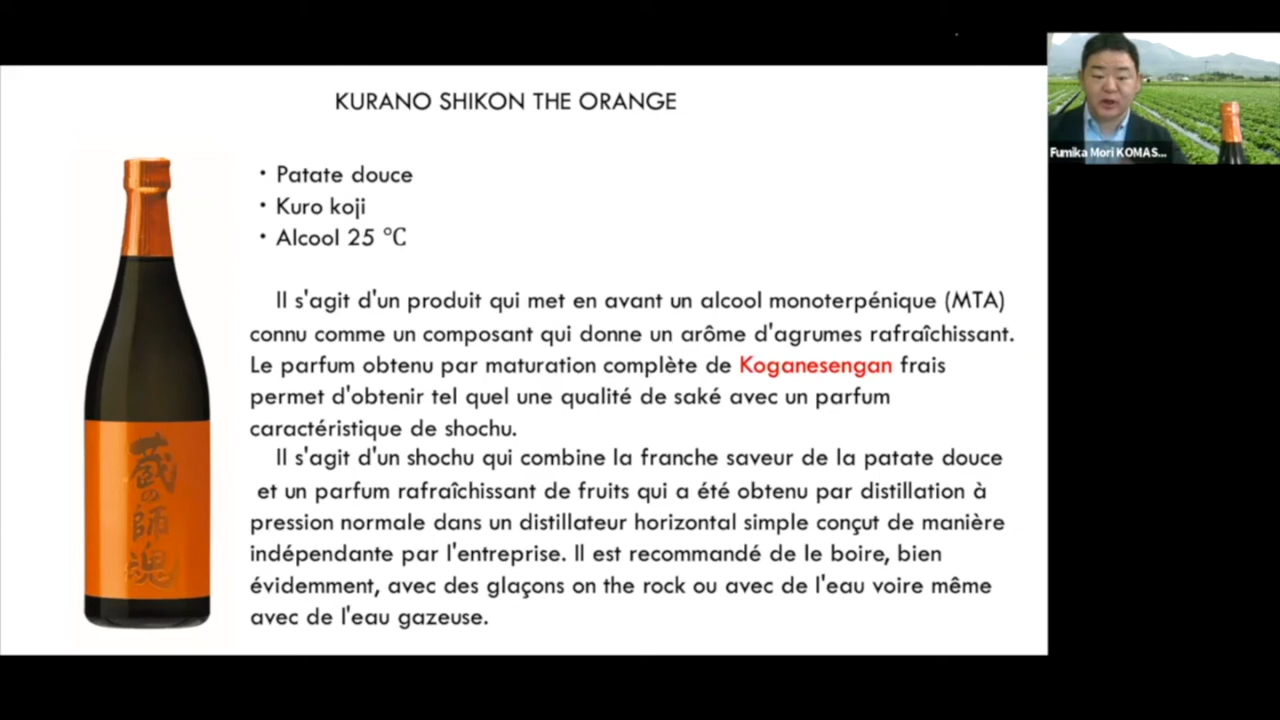 KURANO SHIKON THE ORANGE
・Patate douce
・Kuro koji
・Alcool 25 ℃
Il s'agit d'un produit qui met en avant un alcool monoterpénique (MTA)
connu comme un composant qui donne un arôme d'agrumes rafraîchissant.
Le parfum obtenu par maturation complète de Koganesengan frais
permet d'obtenir tel quel une qualité de saké avec un parfum
caractéristique de shochu.
Il s'agit d'un shochu qui combine la franche saveur de la patate douce
et un parfum rafraîchissant de fruits qui a été obtenu par distillation à
pression normale dans un distillateur horizontal simple conçut de manière
indépendante par l'entreprise. Il est recommandé de le boire, bien
évidemment, avec des glaçons on the rock ou avec de l'eau voire même
avec de l'eau gazeuse.
蔵の師魂
Fumika Mori KOMAS...